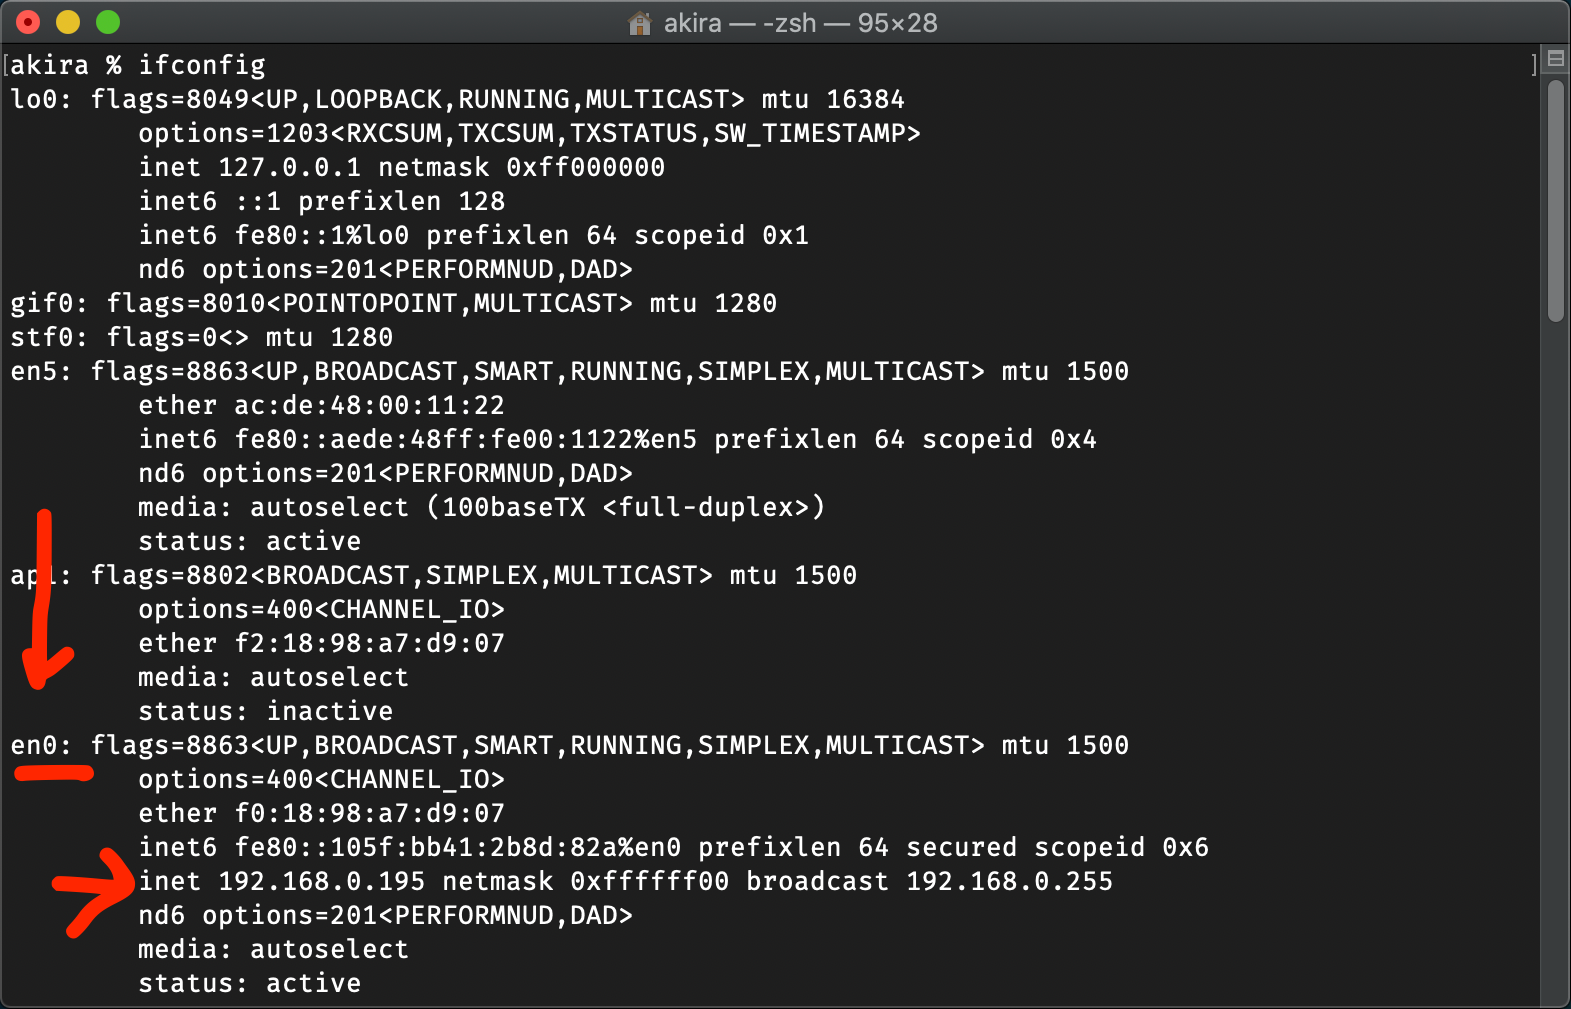 akira — -zsh — 95×28
akira % ifconfig
lo0: flags=8049<UP,LOOPBACK,RUNNING,MULTICAST> mtu 16384
options=1203<RXCSUM,TXCSUM,TXSTATUS,SW_TIMESTAMP>
inet 127.0.0.1 netmask 0xff000000
inet6 ::1 prefixlen 128
inet6 fe80::1%lo0 prefixlen 64 scopeid 0x1
nd6 options=201<PERFORMNUD,DAD>
gif0: flags=8010<POINTOPOINT,MULTICAST> mtu 1280
stf0: flags=0<> mtu 1280
en5: flags=8863<UP,BROADCAST,SMART,RUNNING,SIMPLEX,MULTICAST> mtu 1500
ether ac:de:48:00:11:22
inet6 fe80::aede:48ff:fe00:1122%en5 prefixlen 64 scopeid 0x4
nd6 options=201<PERFORMNUD,DAD>
media: autoselect (100baseTX <full-duplex>)
status: active
ap1: flags=8802<BROADCAST,SIMPLEX,MULTICAST> mtu 1500
options=400<CHANNEL_IO>
ether f2:18:98:a7:d9:07
media: autoselect
status: inactive
en0: flags=8863<UP,BROADCAST,SMART,RUNNING,SIMPLEX,MULTICAST> mtu 1500
options=400<CHANNEL_IO>
ether f0:18:98:a7:d9:07
inet6 fe80::105f:bb41:2b8d:82a%en0 prefixlen 64 secured scopeid 0x6
inet 192.168.0.195 netmask 0xffffff00 broadcast 192.168.0.255
nd6 options=201<PERFORMNUD,DAD>
media: autoselect
status: active